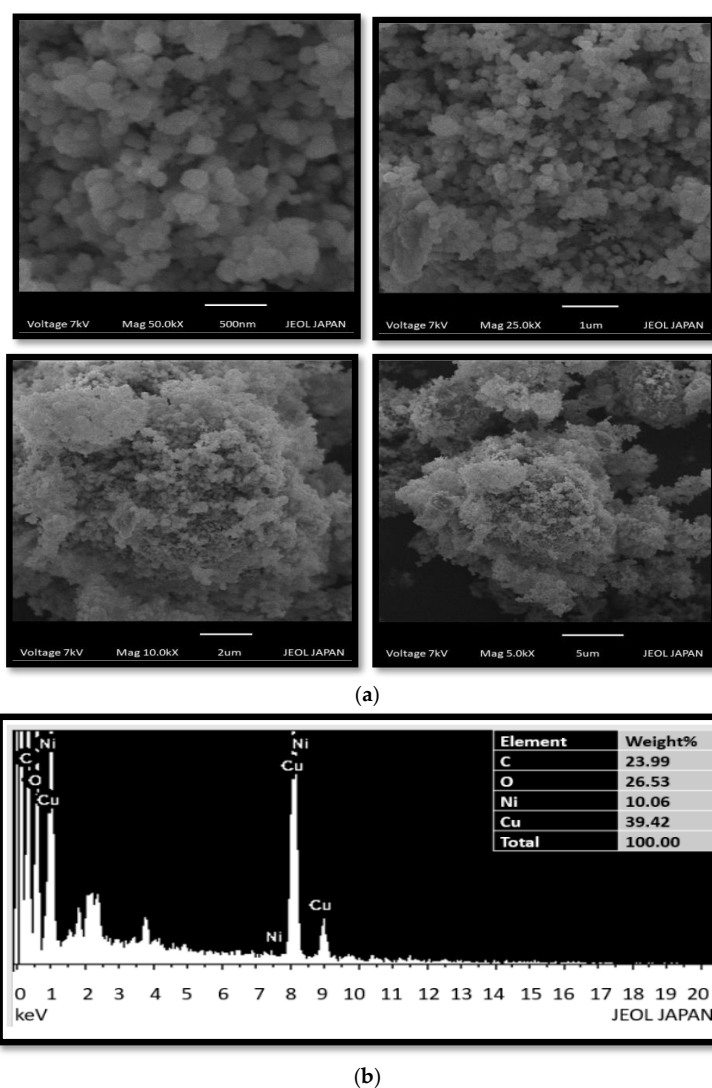 Voltage 7kV Mag 50.0kX 500nm JEOL JAPAN
Voltage 7kV Mag 25.0kX 1um JEOL JAPAN
Voltage 7kV Mag 10.0kX 2um JEOL JAPAN
Voltage 7kV Mag 5.0kX 5um JEOL JAPAN
(a)
Ni Ni
C Cu
O
Cu
Cu
Ni
Element Weight%
C 23.99
O 26.53
Ni 10.06
Cu 39.42
Total 100.00
0 1 2 3 4 5 6 7 8 9 10 11 12 13 14 15 16 17 18 19 20
keV JEOL JAPAN
(b)